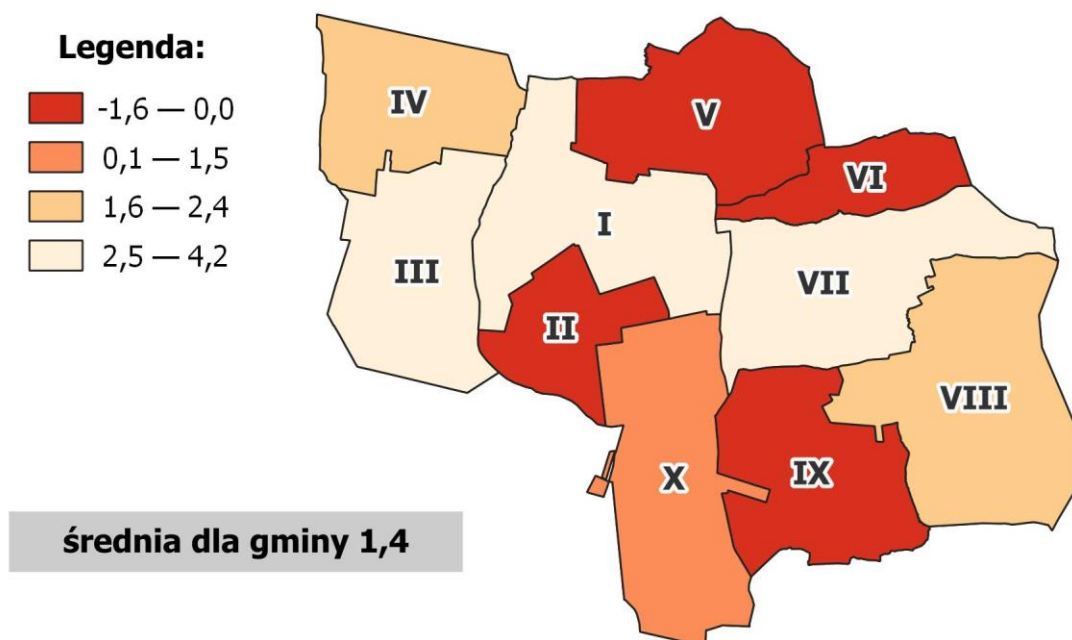 Legenda:
-1,6 — 0,0
0,1 — 1,5
1,6 — 2,4
2,5 — 4,2
IV
V
VI
I
III
VII
II
VIII
X
IX
średnia dla gminy 1,4